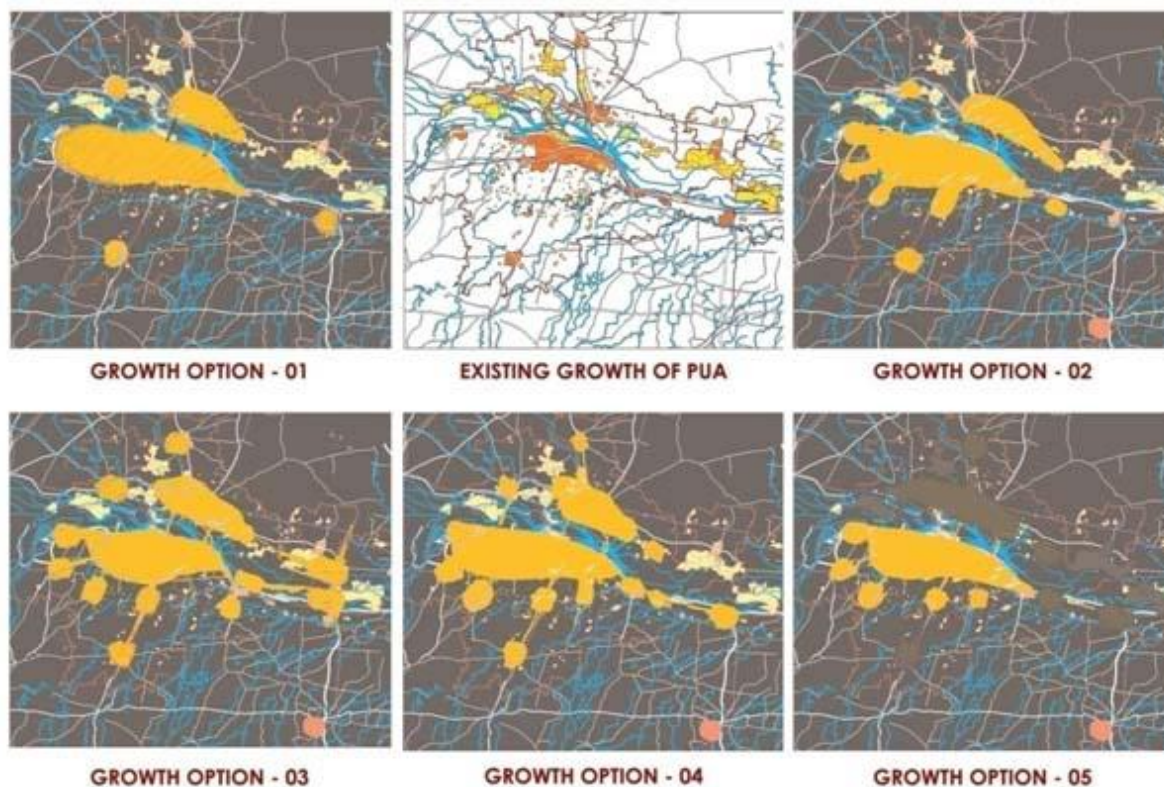 GROWTH OPTION - 01
EXISTING GROWTH OF PUA
GROWTH OPTION - 02
GROWTH OPTION - 03
GROWTH OPTION - 04
GROWTH OPTION - 05